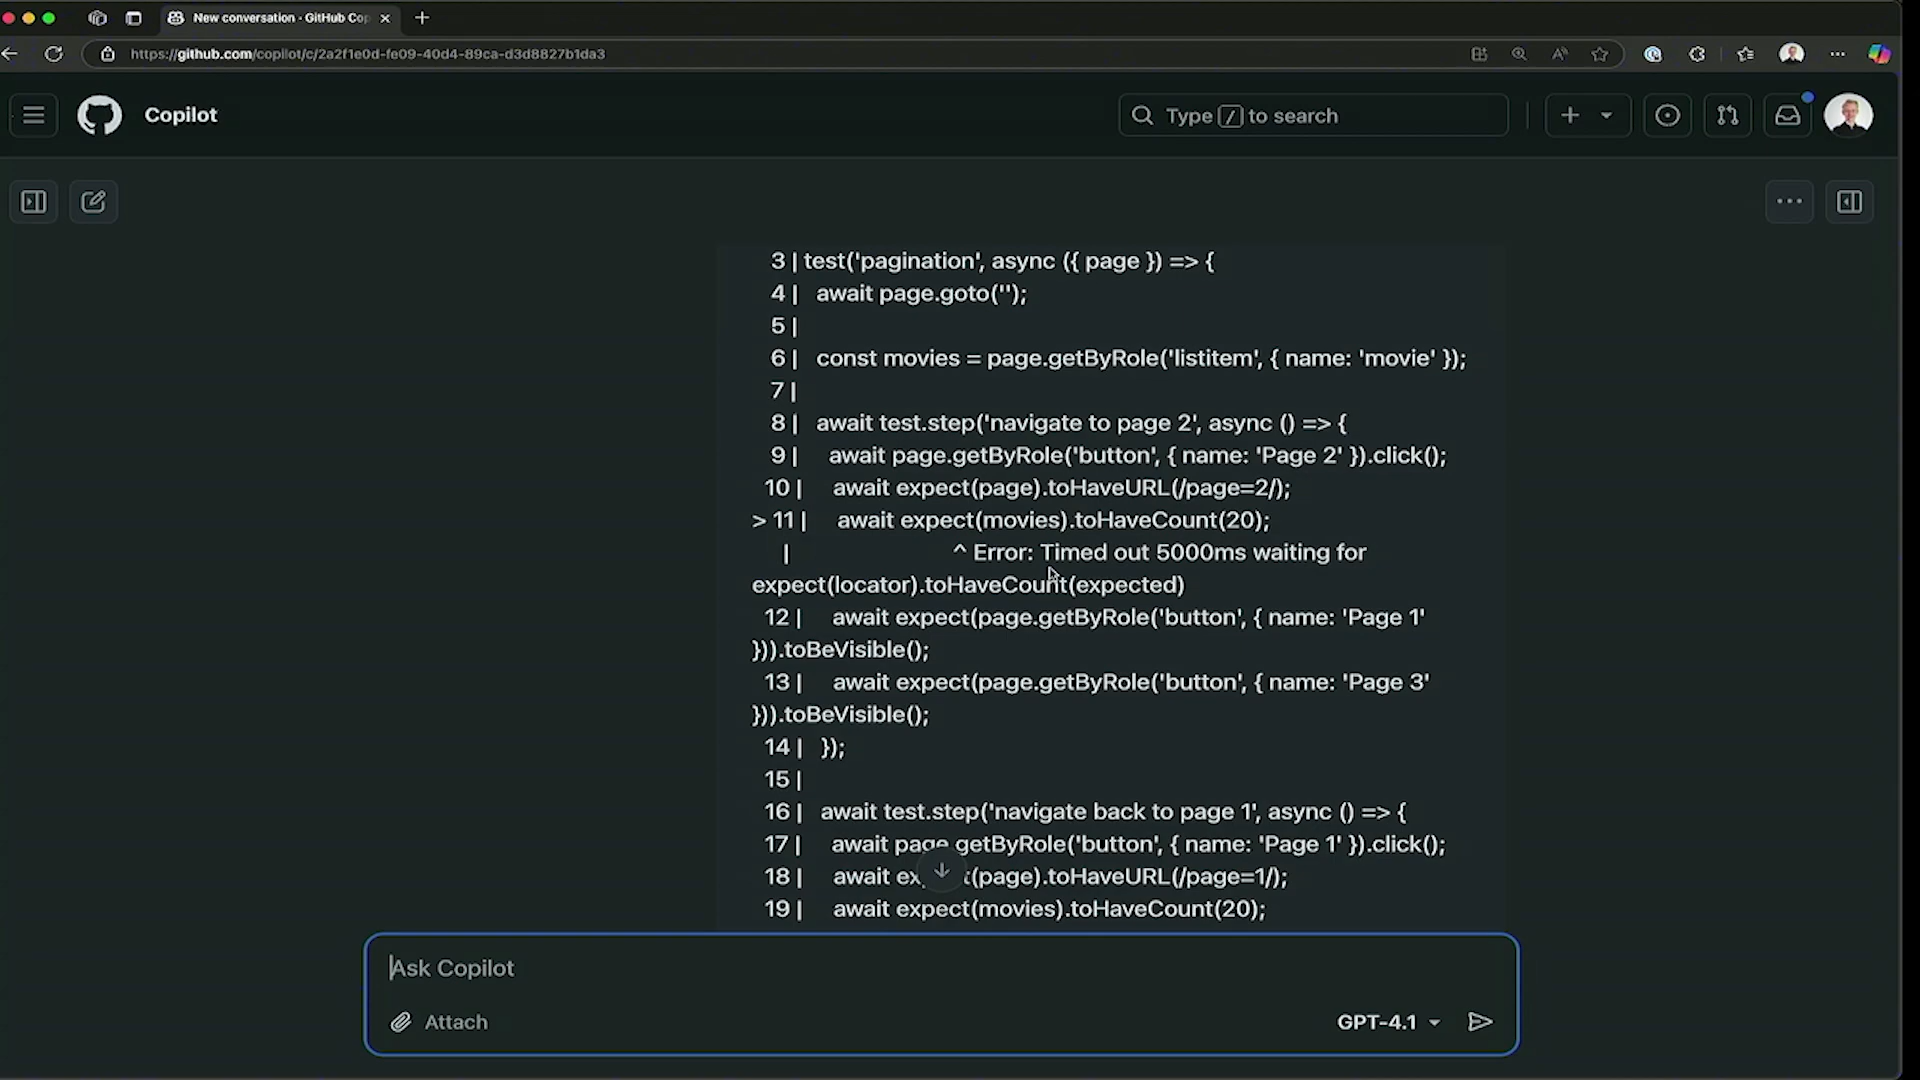 New conversation · GitHub Cop
https://github.com/copilot/c/2a2f1e0d-fe09-40d4-89ca-d3d8827b1da3
Copilot
Type / to search
3 | test('pagination', async ({ page }) => {
4 | await page.goto('');
5 |
6 | const movies = page.getByRole('listitem', { name: 'movie' });
7 |
8 | await test.step('navigate to page 2', async () => {
9 | await page.getByRole('button', { name: 'Page 2' }).click();
10 | await expect(page).toHaveURL(/page=2/);
> 11 | await expect(movies).toHaveCount(20);
| ^ Error: Timed out 5000ms waiting for
expect(locator).toHaveCount(expected)
12 | await expect(page.getByRole('button', { name: 'Page 1'
})).toBeVisible();
13 | await expect(page.getByRole('button', { name: 'Page 3'
})).toBeVisible();
14 | });
15 |
16 | await test.step('navigate back to page 1', async () => {
17 | await page.getByRole('button', { name: 'Page 1' }).click();
18 | await (page).toHaveURL(/page=1/);
19 | await expect(movies).toHaveCount(20);
Ask Copilot
Attach
GPT-4.1